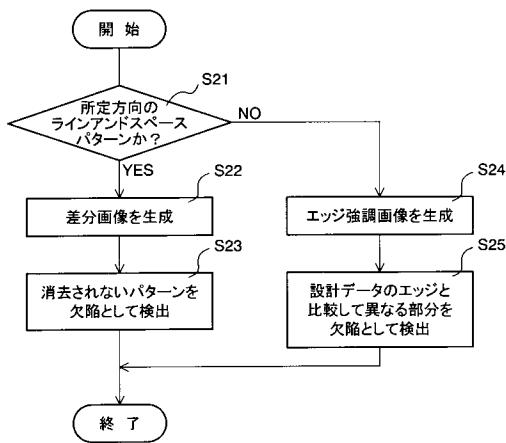 開 始
S21
所定方向の
ラインアンドスペース
パターンか?
NO
YES
S22
差分画像を生成
S23
消去されないパターンを
欠陥として検出
S24
エッジ強調画像を生成
S25
設計データのエッジと
比較して異なる部分を
欠陥として検出
終 了